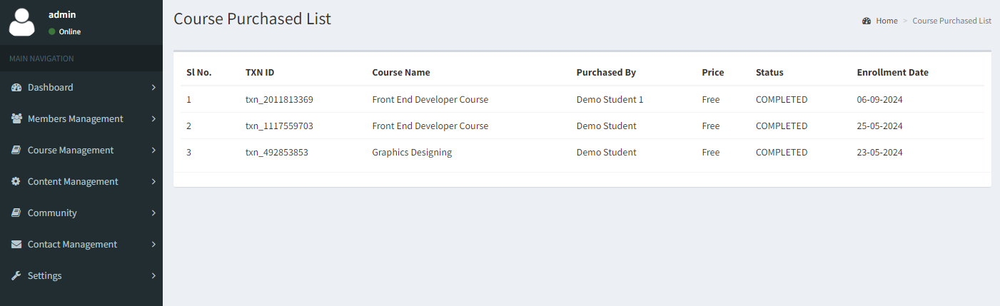 admin
Online
MAIN NAVIGATION
Dashboard
Members Management
Course Management
Content Management
Community
Contact Management
Settings
Course Purchased List
Home > Course Purchased List
Sl No. TXN ID Course Name Purchased By Price Status Enrollment Date
1 txn_2011813369 Front End Developer Course Demo Student 1 Free COMPLETED 06-09-2024
2 txn_1117559703 Front End Developer Course Demo Student Free COMPLETED 25-05-2024
3 txn_492853853 Graphics Designing Demo Student Free COMPLETED 23-05-2024